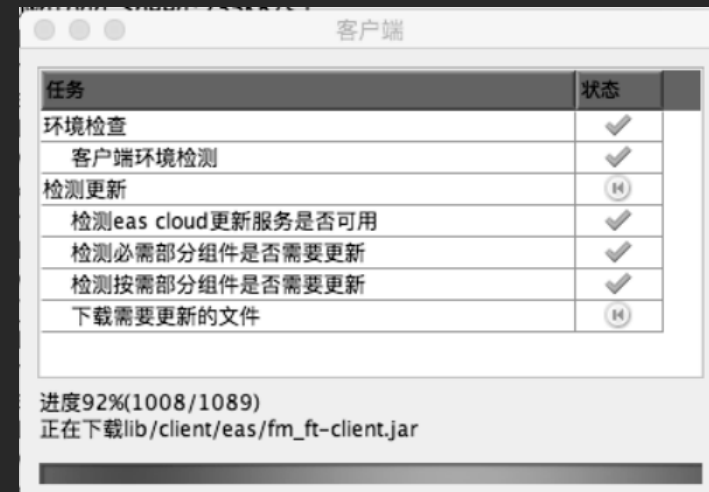 客户端
任务 状态
环境检查
客户端环境检测
检测更新
检测eas cloud更新服务是否可用
检测必需部分组件是否需要更新
检测按需部分组件是否需要更新
下载需要更新的文件
进度92%(1008/1089)
正在下载lib/client/eas/fm_ft-client.jar